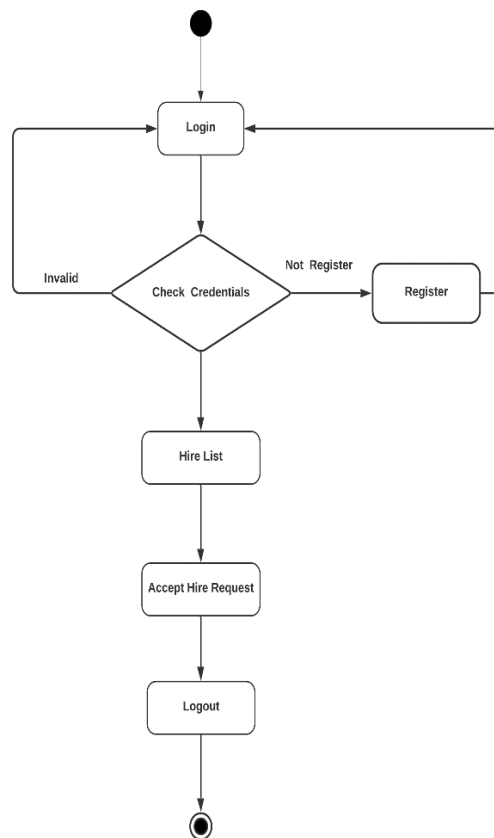 Login
Invalid
Check Credentials
Not Register
Register
Hire List
Accept Hire Request
Logout